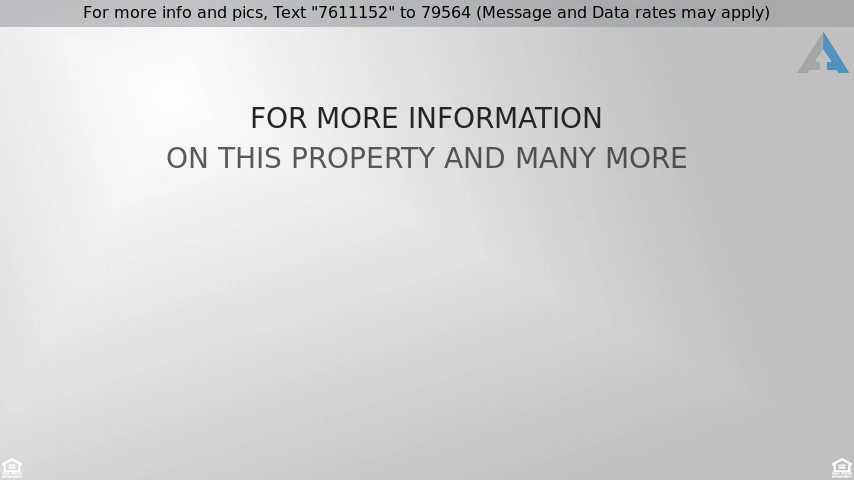 For more info and pics, Text "7611152" to 79564 (Message and Data rates may apply)
FOR MORE INFORMATION
ON THIS PROPERTY AND MANY MORE